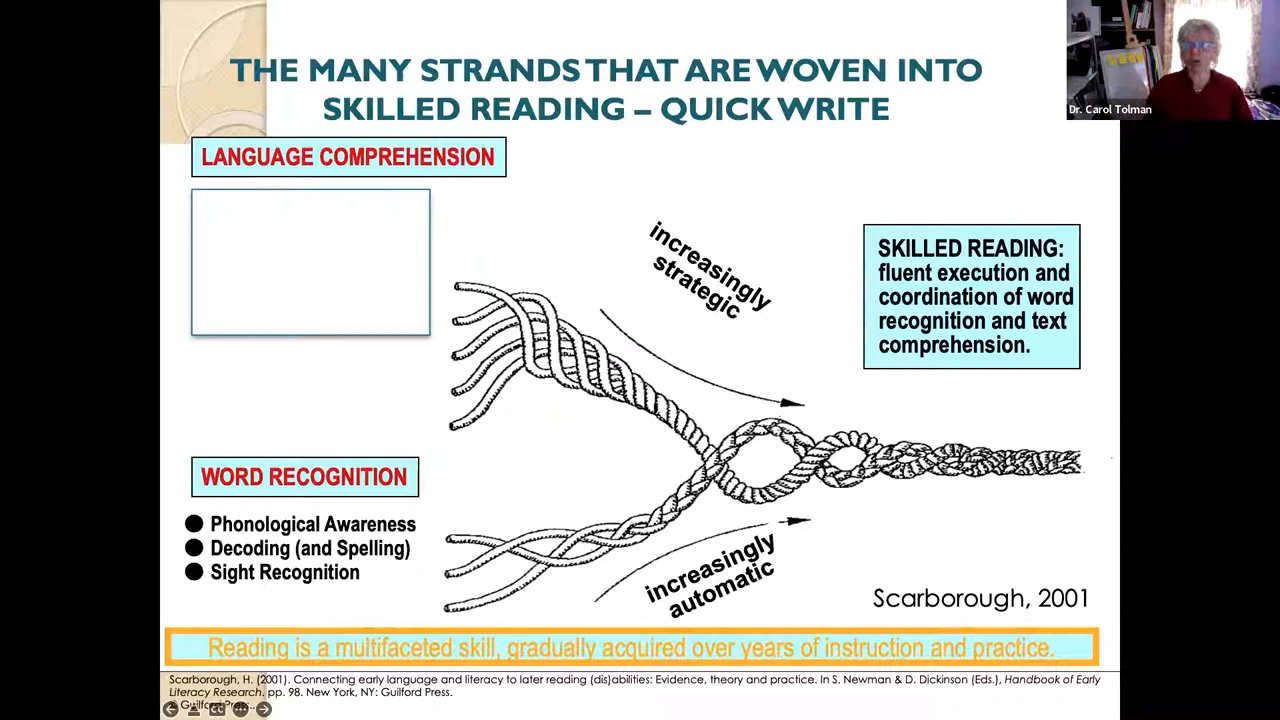 THE MANY STRANDS THAT ARE WOVEN INTO
SKILLED READING – QUICK WRITE
Dr. Carol Tolman
LANGUAGE COMPREHENSION
increasingly
strategic
SKILLED READING:
fluent execution and
coordination of word
recognition and text
comprehension.
WORD RECOGNITION
● Phonological Awareness
● Decoding (and Spelling)
● Sight Recognition
increasingly
automatic
Scarborough, 2001
Reading is a multifaceted skill, gradually acquired over years of instruction and practice.
Scarborough, H. (2001). Connecting early language and literacy to later reading (dis)abilities: Evidence, theory and practice. In S. Newman & D. Dickinson (Eds.), Handbook of Early
Literacy Research. pp. 98. New York, NY: Guilford Press.